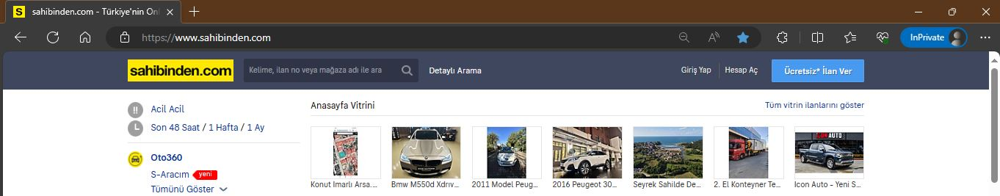 sahibinden.com - Türkiye'nin Onl
https://www.sahibinden.com
InPrivate
sahibinden.com
Kelime, ilan no veya mağaza adı ile ara
Detaylı Arama
Giriş Yap
Hesap Aç
Ücretsiz* İlan Ver
Acil Acil
Son 48 Saat / 1 Hafta / 1 Ay
Oto360
S-Aracım yeni
Tümünü Göster
Anasayfa Vitrini
Tüm vitrin ilanlarını göster
ICON AUTO
Konut Imarlı Arsa....
Bmw M550d Xdrıv...
2011 Model Peug...
2016 Peugeot 30...
Seyrek Sahilde De...
2. El Konteyner Te...
Icon Auto - Yeni S...